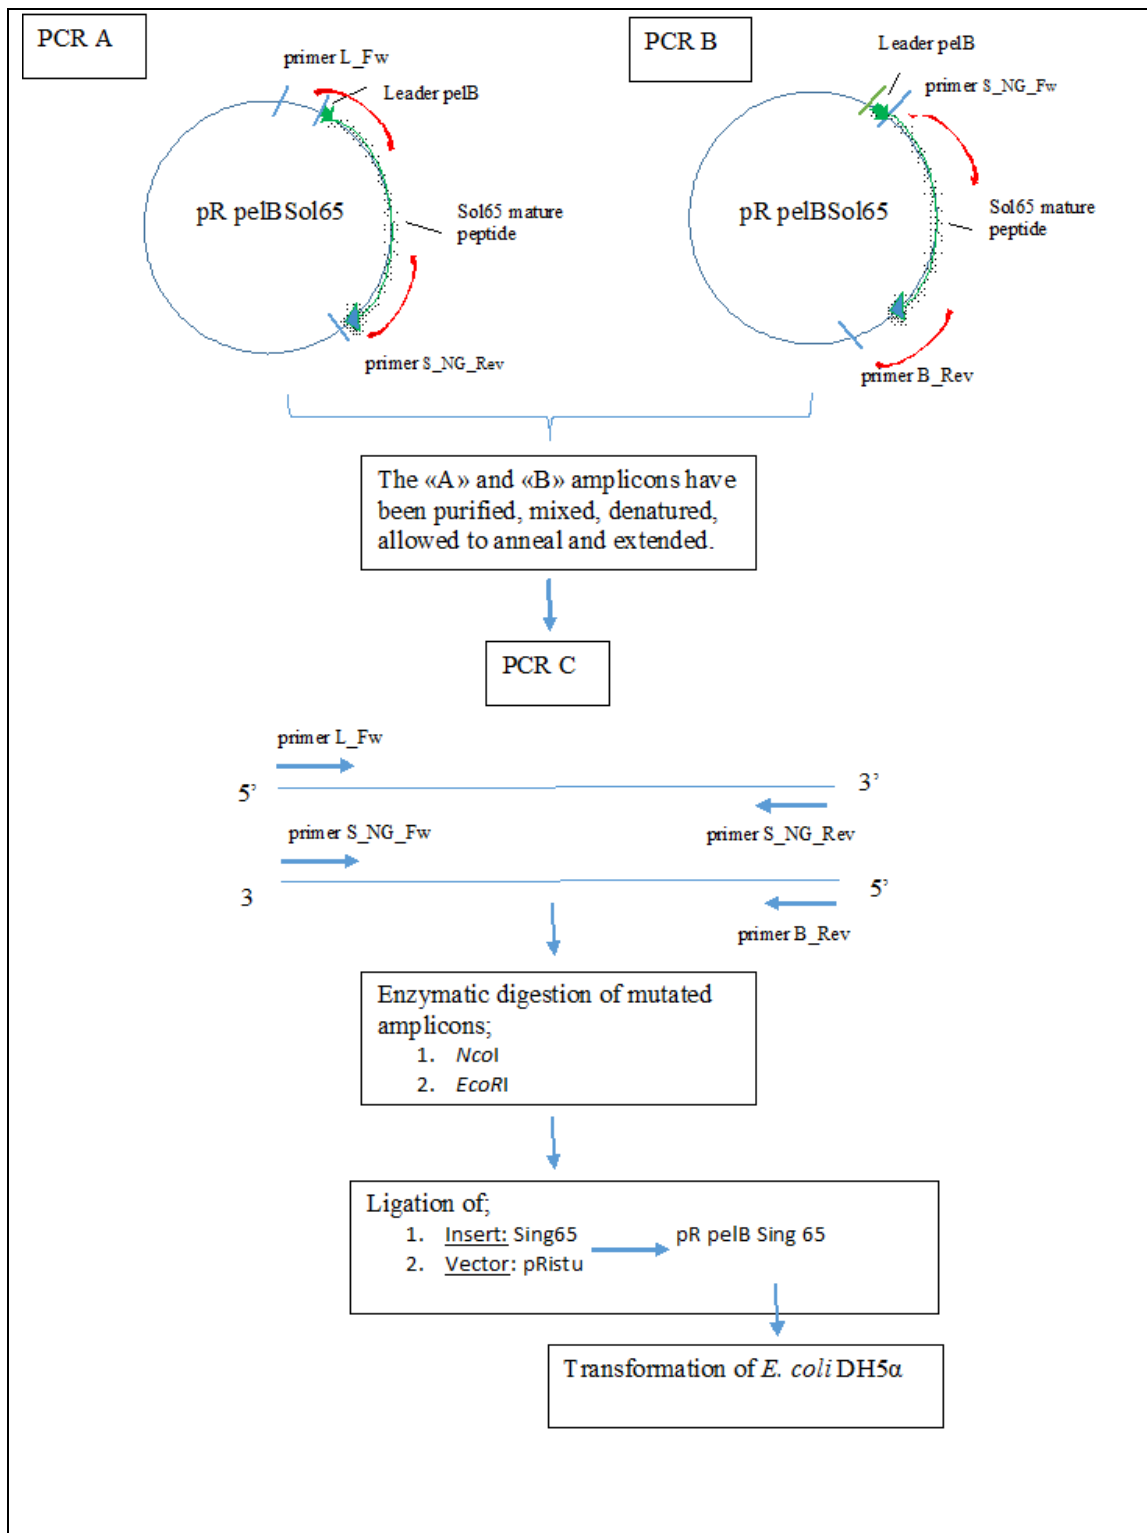 PCR A
primer L_Fw
Leader pelB
pR pelBSol65
Sol65 mature
peptide
primer S_NG_Rev
PCR B
Leader pelB
primer S_NG_Fw
pR pelBSol65
Sol65 mature
peptide
primer B_Rev
The «A» and «B» amplicons have
been purified, mixed, denatured,
allowed to anneal and extended.
PCR C
primer L_Fw
5’
3’
primer S_NG_Fw
primer S_NG_Rev
3
5’
primer B_Rev
Enzymatic digestion of mutated
amplicons;
1. NcoI
2. EcoRI
Ligation of;
1. Insert: Sing65
pR pelB Sing 65
2. Vector: pRistu
Transformation of E. coli DH5α